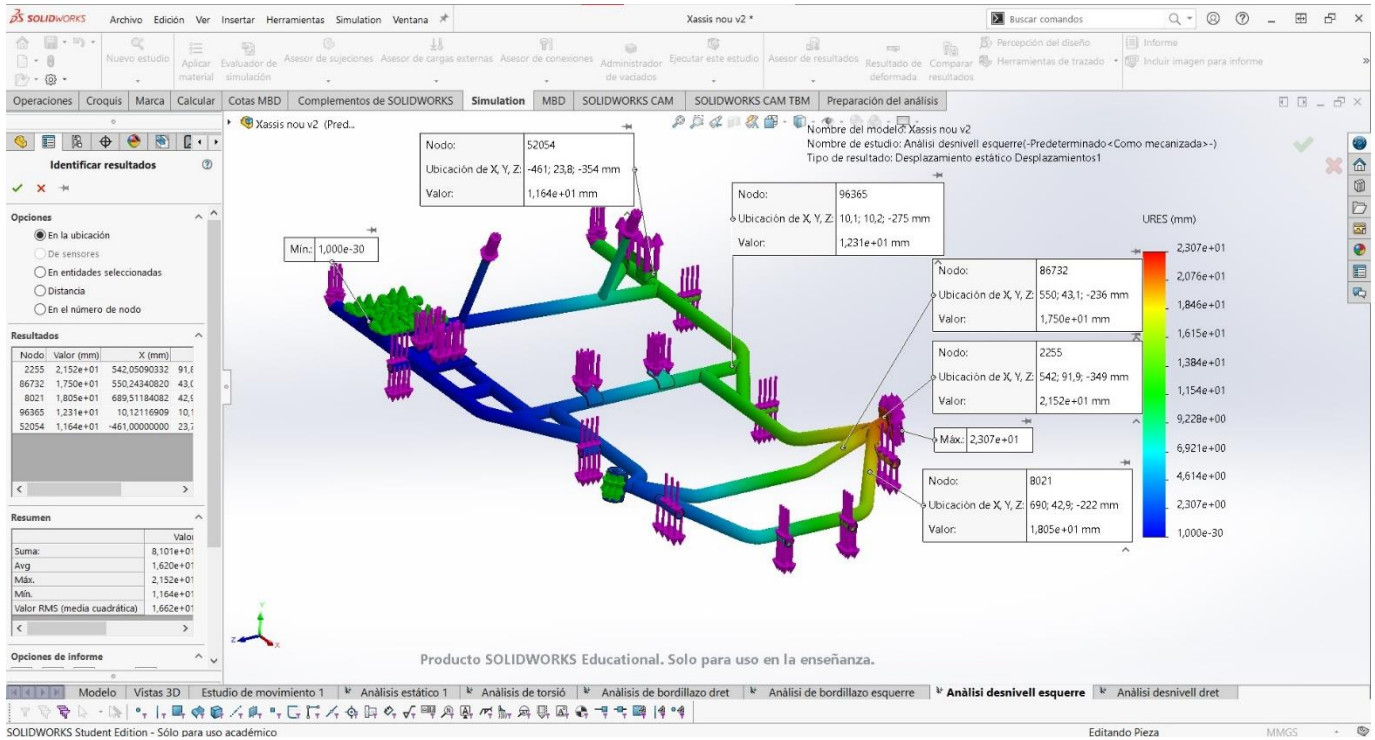 SOLIDWORKS Archivo Edición Ver Insertar Herramientas Simulation Ventana Xassis nou v2 * Buscar comandos
Nuevo estudio Aplicar material Evaluador de simulación Asesor de sujeciones Asesor de cargas externas Asesor de conexiones Administrador de vaciados Ejecutar este estudio Asesor de resultados Resultado de deformada Comparar resultados Percepción del diseño Herramientas de trazado Informe Incluir imagen para informe
Operaciones Croquis Marca Calcular Cotas MBD Complementos de SOLIDWORKS Simulation MBD SOLIDWORKS CAM SOLIDWORKS CAM TBM Preparación del análisis
Xassis nou v2 (Pred...
Nombre del modelo: Xassis nou v2
Nombre de estudio: Anàlisi desnivell esquerre(-Predeterminado<Como mecanizada>-)
Tipo de resultado: Desplazamiento estático Desplazamientos1
Identificar resultados
Opciones
En la ubicación
De sensores
En entidades seleccionadas
Distancia
En el número de nodo
Resultados
Nodo Valor (mm) X (mm)
2255 2,152e+01 542,05090332 91,8
86732 1,750e+01 550,24340820 43,0
8021 1,805e+01 689,51184082 42,9
96365 1,231e+01 10,12116909 10,1
52054 1,164e+01 -461,00000000 23,7
Resumen
Valor
Suma: 8,101e+01
Avg 1,620e+01
Máx. 2,152e+01
Mín. 1,164e+01
Valor RMS (media cuadrática) 1,662e+01
Opciones de informe
Nodo: 52054
Ubicación de X, Y, Z: -461; 23,8; -354 mm
Valor: 1,164e+01 mm
Mín.: 1,000e-30
Nodo: 96365
Ubicación de X, Y, Z: 10,1; 10,2; -275 mm
Valor: 1,231e+01 mm
Nodo: 86732
Ubicación de X, Y, Z: 550; 43,1; -236 mm
Valor: 1,750e+01 mm
Nodo: 2255
Ubicación de X, Y, Z: 542; 91,9; -349 mm
Valor: 2,152e+01 mm
Máx.: 2,307e+01
Nodo: 8021
Ubicación de X, Y, Z: 690; 42,9; -222 mm
Valor: 1,805e+01 mm
URES (mm)
2,307e+01
2,076e+01
1,846e+01
1,615e+01
1,384e+01
1,154e+01
9,228e+00
6,921e+00
4,614e+00
2,307e+00
1,000e-30
Y
Z
X
Producto SOLIDWORKS Educational. Solo para uso en la enseñanza.
Modelo Vistas 3D Estudio de movimiento 1 Anàlisis estático 1 Anàlisis de torsió Anàlisis de bordillazo dret Anàlisi de bordillazo esquerre Anàlisi desnivell esquerre Anàlisi desnivell dret
SOLIDWORKS Student Edition - Sólo para uso académico Editando Pieza MMGS